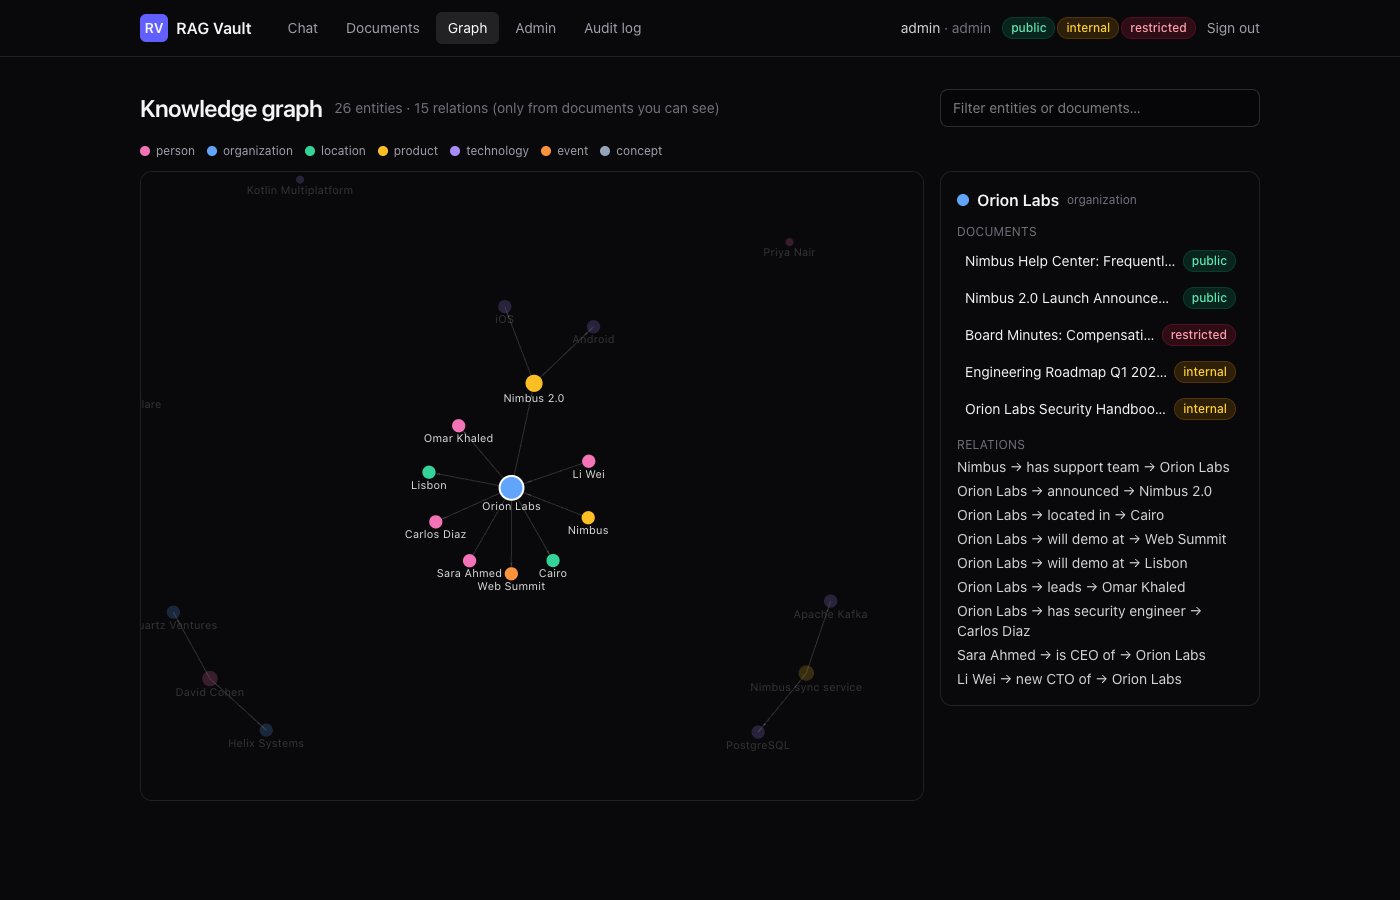 RV RAG Vault Chat Documents Graph Admin Audit log admin · admin public internal restricted Sign out
Knowledge graph 26 entities · 15 relations (only from documents you can see) Filter entities or documents...
person organization location product technology event concept
Kotlin Multiplatform
Priya Nair
iOS
Android
Nimbus 2.0
lare
Omar Khaled
Li Wei
Lisbon
Orion Labs
Carlos Diaz
Nimbus
Sara Ahmed
Cairo
Web Summit
Apache Kafka
uartz Ventures
Nimbus sync service
David Cohen
Helix Systems
PostgreSQL
Orion Labs organization
DOCUMENTS
Nimbus Help Center: Frequentl... public
Nimbus 2.0 Launch Announce... public
Board Minutes: Compensati... restricted
Engineering Roadmap Q1 202... internal
Orion Labs Security Handboo... internal
RELATIONS
Nimbus → has support team → Orion Labs
Orion Labs → announced → Nimbus 2.0
Orion Labs → located in → Cairo
Orion Labs → will demo at → Web Summit
Orion Labs → will demo at → Lisbon
Orion Labs → leads → Omar Khaled
Orion Labs → has security engineer →
Carlos Diaz
Sara Ahmed → is CEO of → Orion Labs
Li Wei → new CTO of → Orion Labs